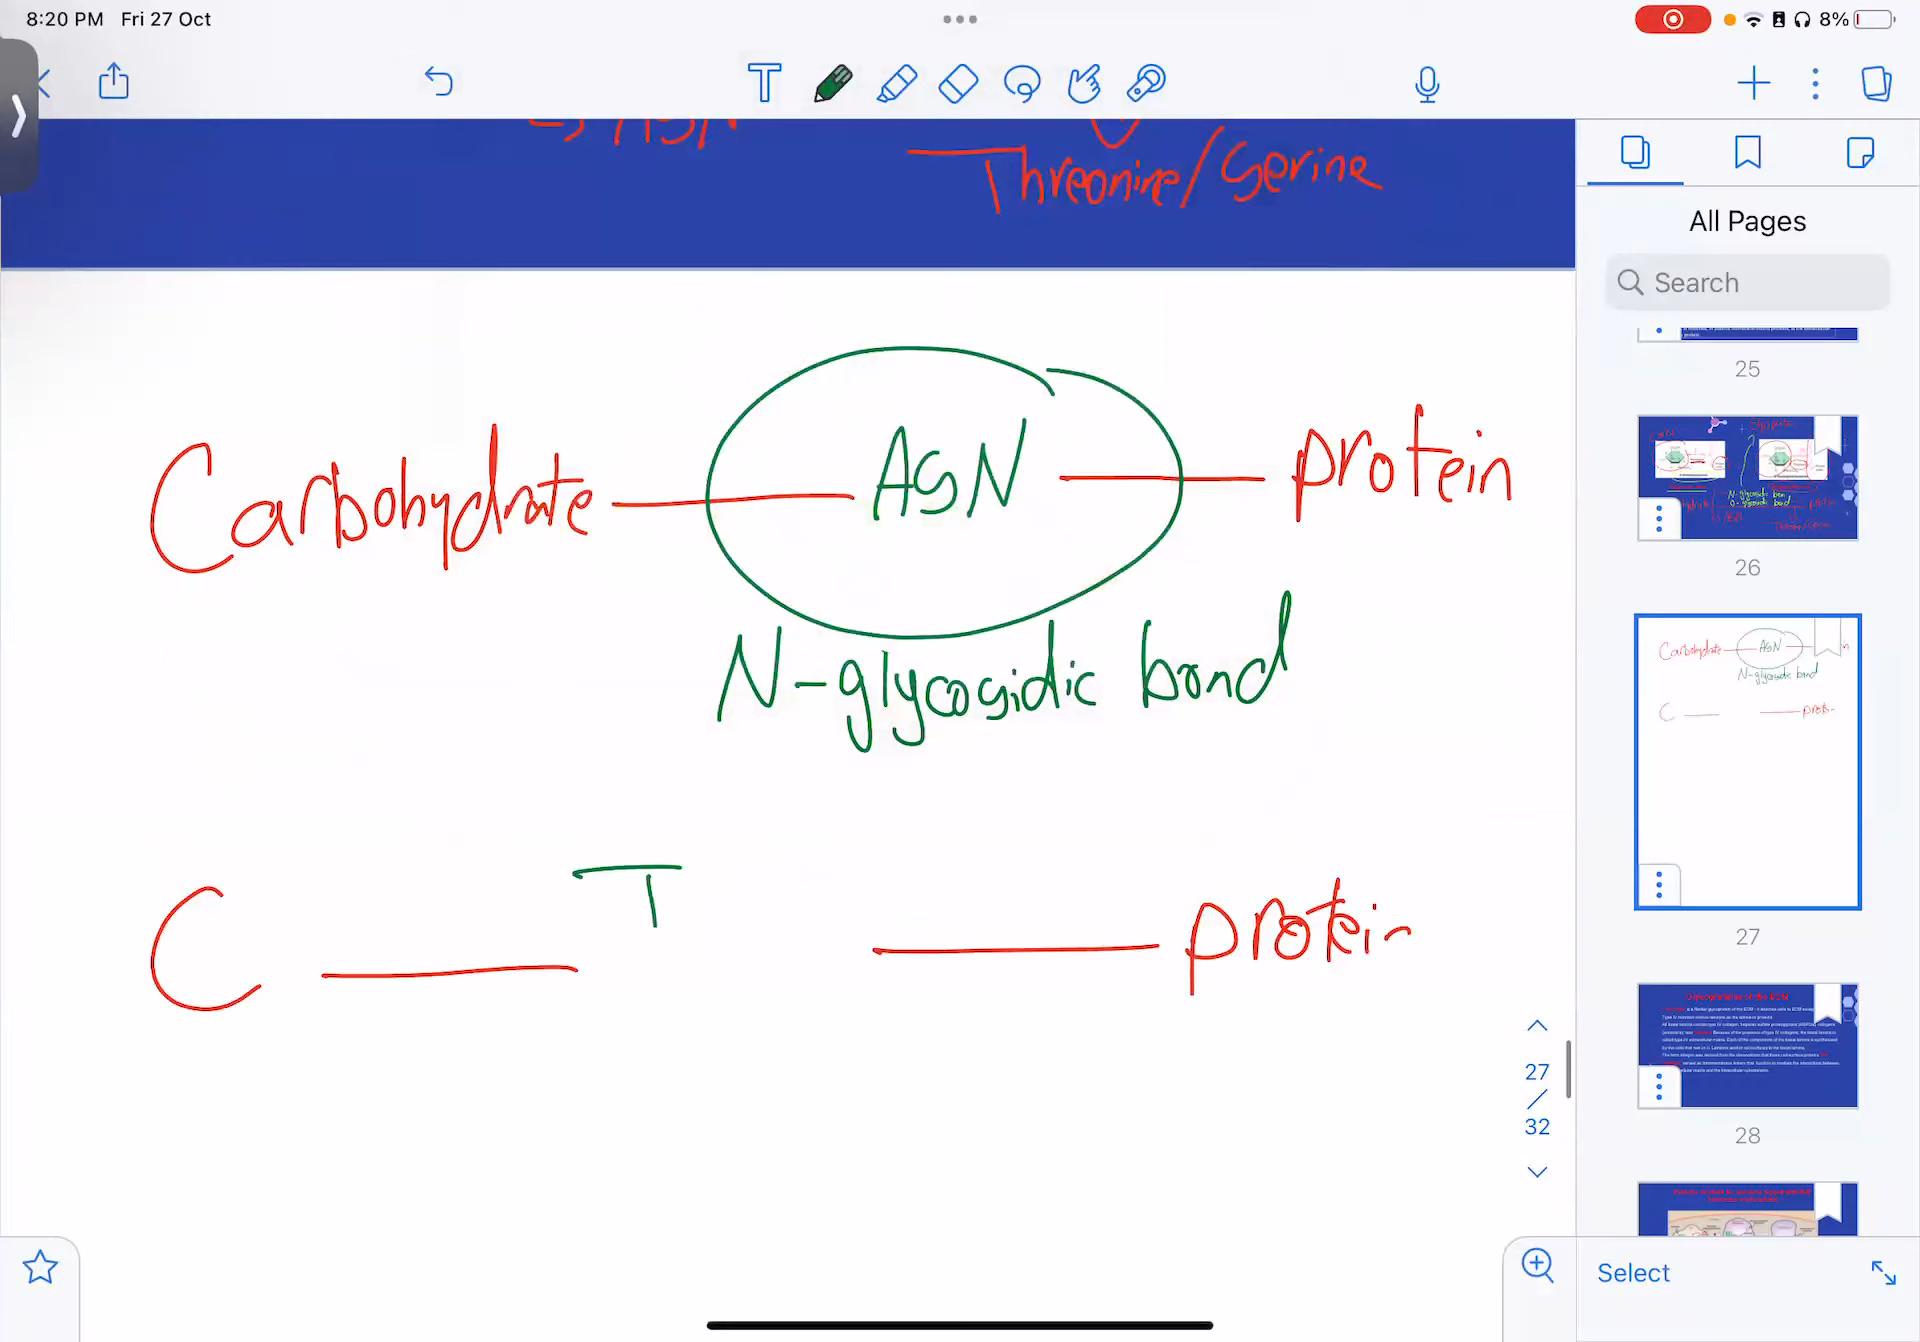 8:20 PM Fri 27 Oct
8%
Threonine/Serine
All Pages
Search
25
Carbohydrate — ASN — protein
N-glycosidic bond
26
C — T — protein
27
27
/
32
28
Select